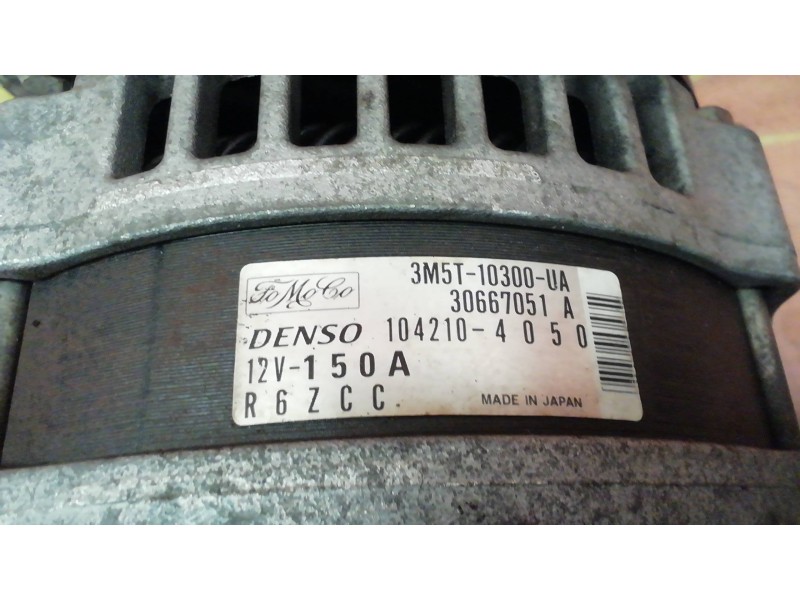 FoMoCo
3M5T-10300-UA
30667051 A
DENSO 104210-4050
12V-150A
R6ZCC
MADE IN JAPAN